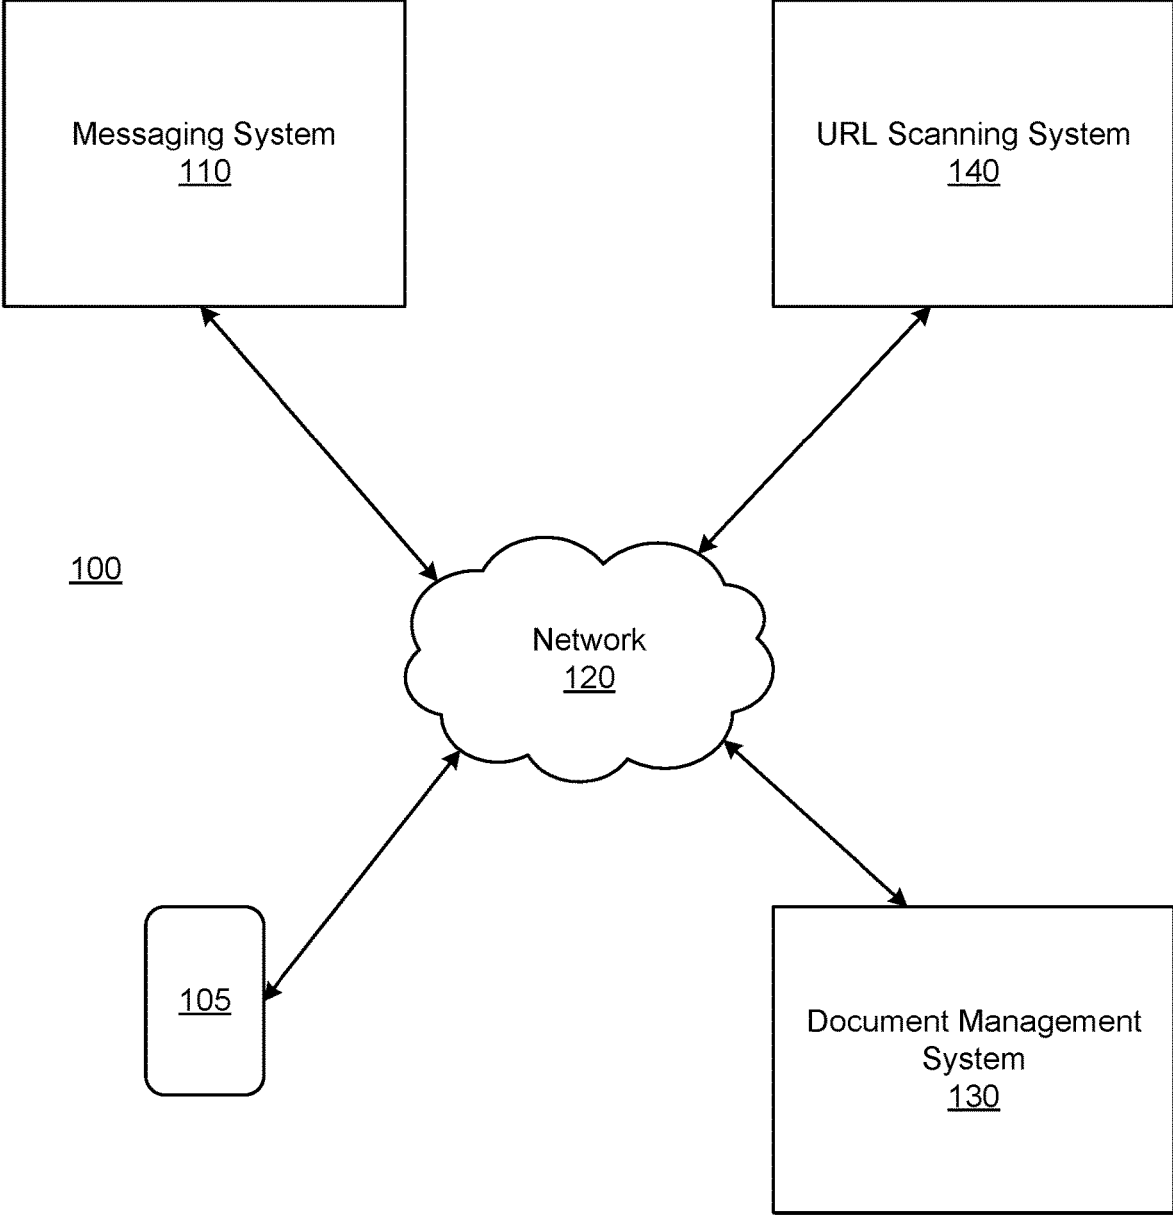 Messaging System
110
URL Scanning System
140
100
Network
120
105
Document Management
System
130